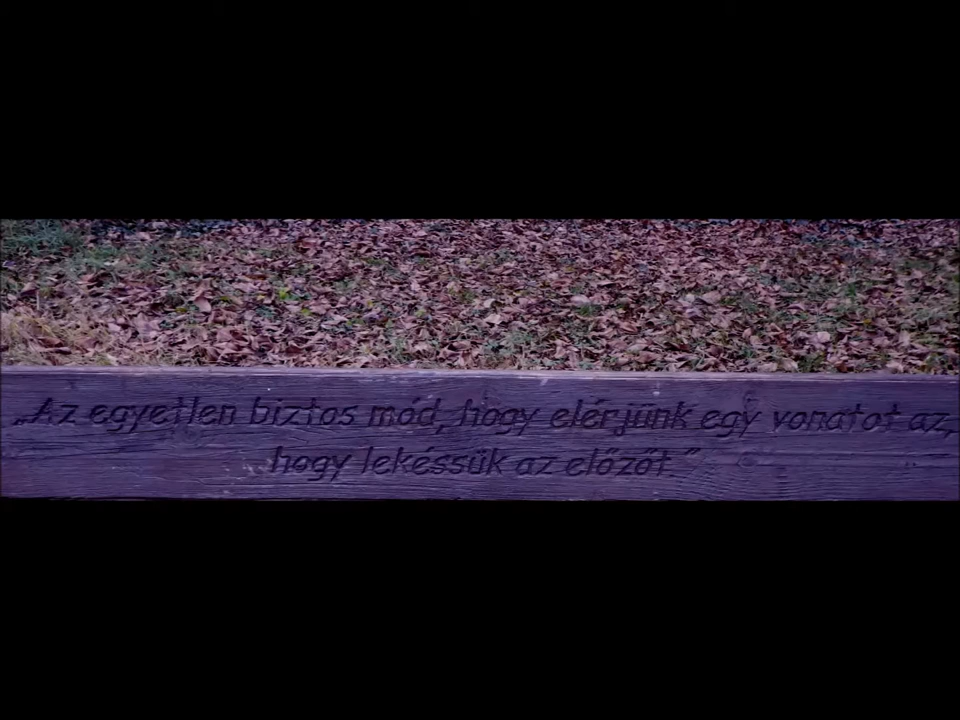 „Az egyetlen biztos mód, hogy elérjünk egy vonatot az,
hogy lekéssük az előzőt.”